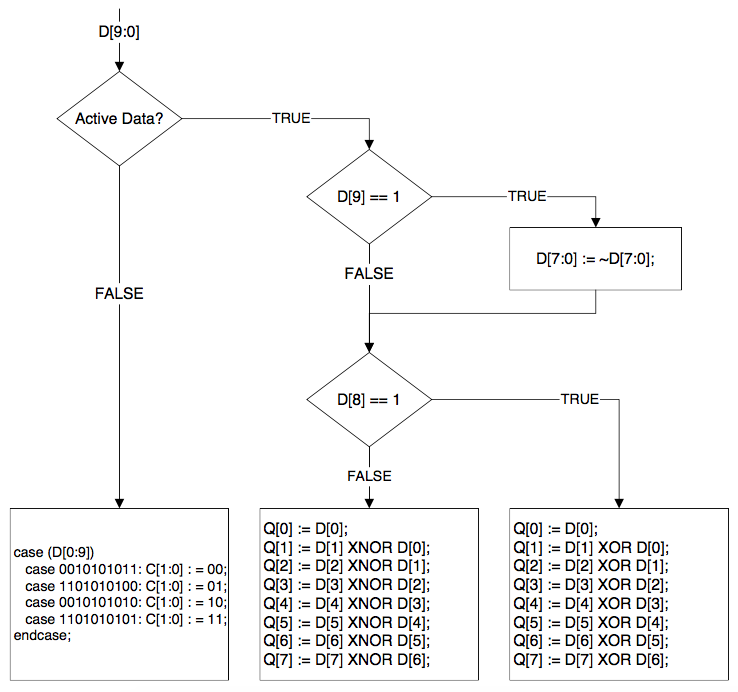 D[9:0]
Active Data?
TRUE
D[9] == 1
TRUE
D[7:0] := ~D[7:0];
FALSE
FALSE
D[8] == 1
TRUE
FALSE
case (D[0:9])
case 0010101011: C[1:0] : = 00;
case 1101010100: C[1:0] : = 01;
case 0010101010: C[1:0] : = 10;
case 1101010101: C[1:0] : = 11;
endcase;
Q[0] := D[0];
Q[1] := D[1] XNOR D[0];
Q[2] := D[2] XNOR D[1];
Q[3] := D[3] XNOR D[2];
Q[4] := D[4] XNOR D[3];
Q[5] := D[5] XNOR D[4];
Q[6] := D[6] XNOR D[5];
Q[7] := D[7] XNOR D[6];
Q[0] := D[0];
Q[1] := D[1] XOR D[0];
Q[2] := D[2] XOR D[1];
Q[3] := D[3] XOR D[2];
Q[4] := D[4] XOR D[3];
Q[5] := D[5] XOR D[4];
Q[6] := D[6] XOR D[5];
Q[7] := D[7] XOR D[6];